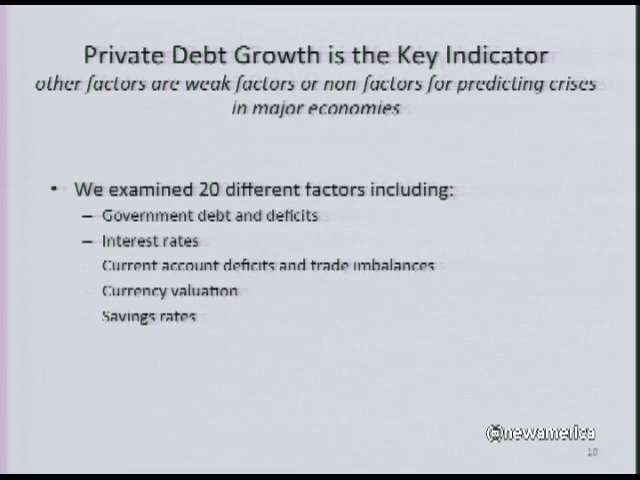 Private Debt Growth is the Key Indicator
other factors are weak factors or non factors for predicting crises
in major economies
• We examined 20 different factors including:
– Government debt and deficits
– Interest rates
Current account deficits and trade imbalances
Currency valuation
Savings rates
@newamerica
10